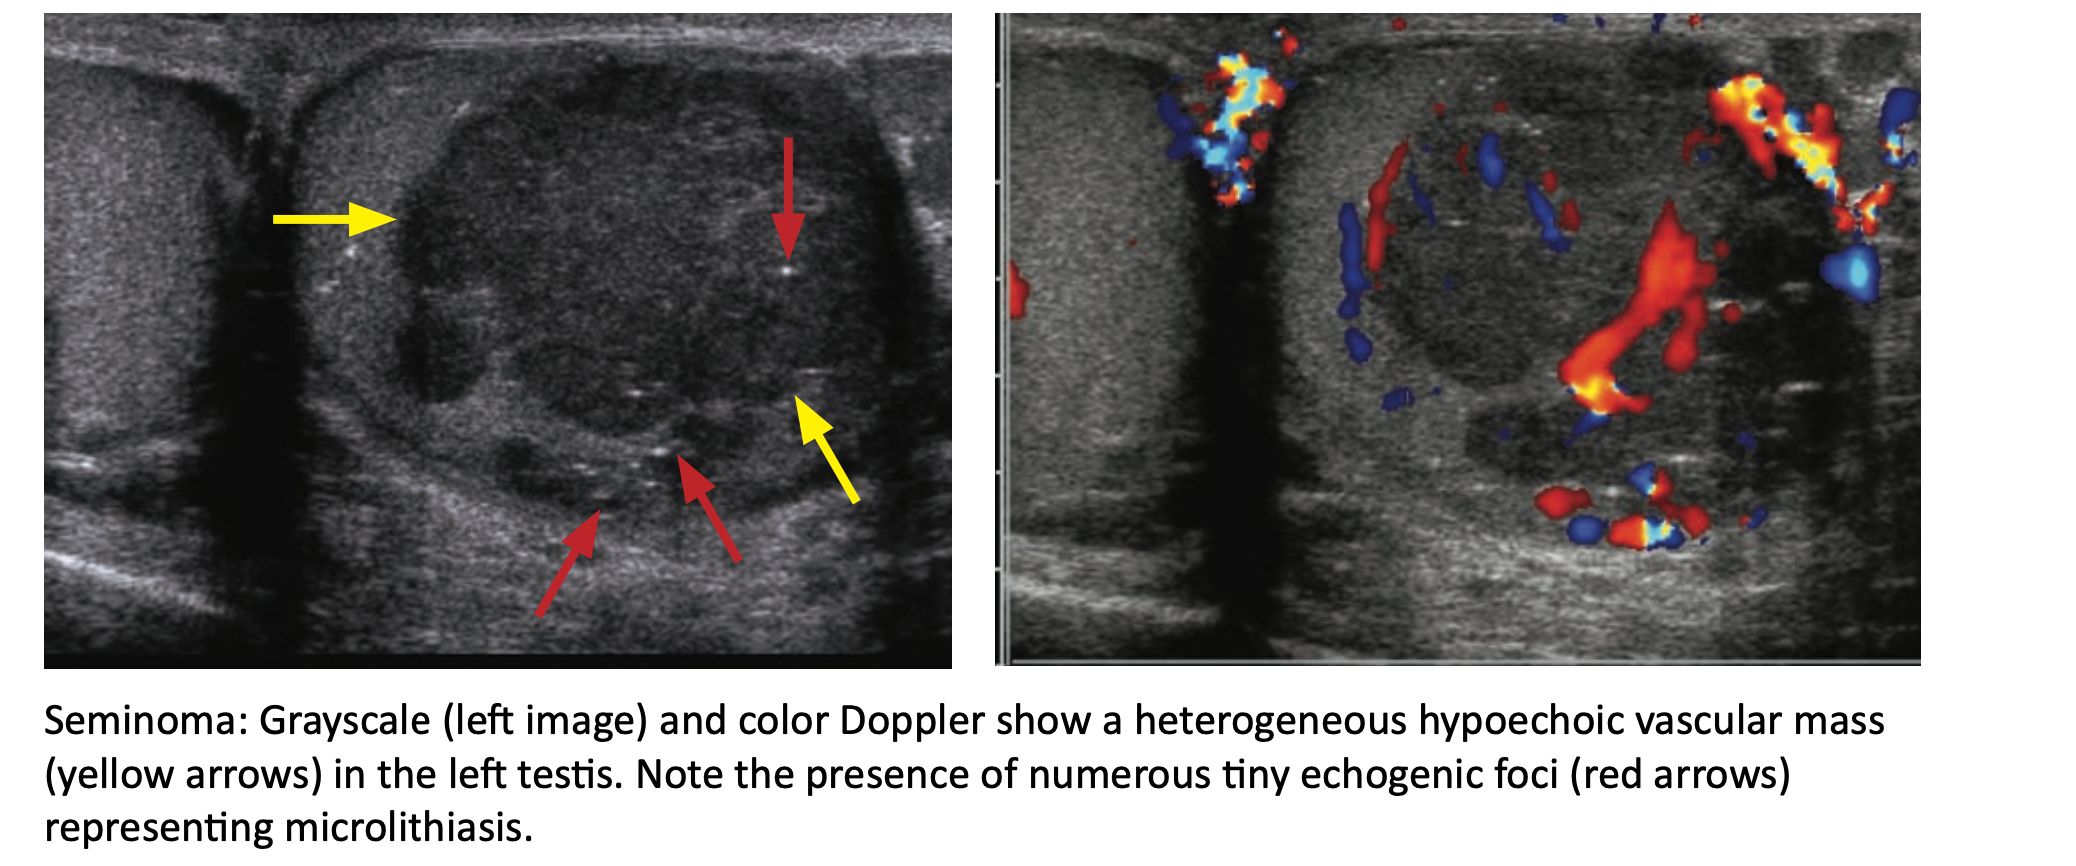 Seminoma: Grayscale (left image) and color Doppler show a heterogeneous hypoechoic vascular mass
(yellow arrows) in the left testis. Note the presence of numerous tiny echogenic foci (red arrows)
representing microlithiasis.